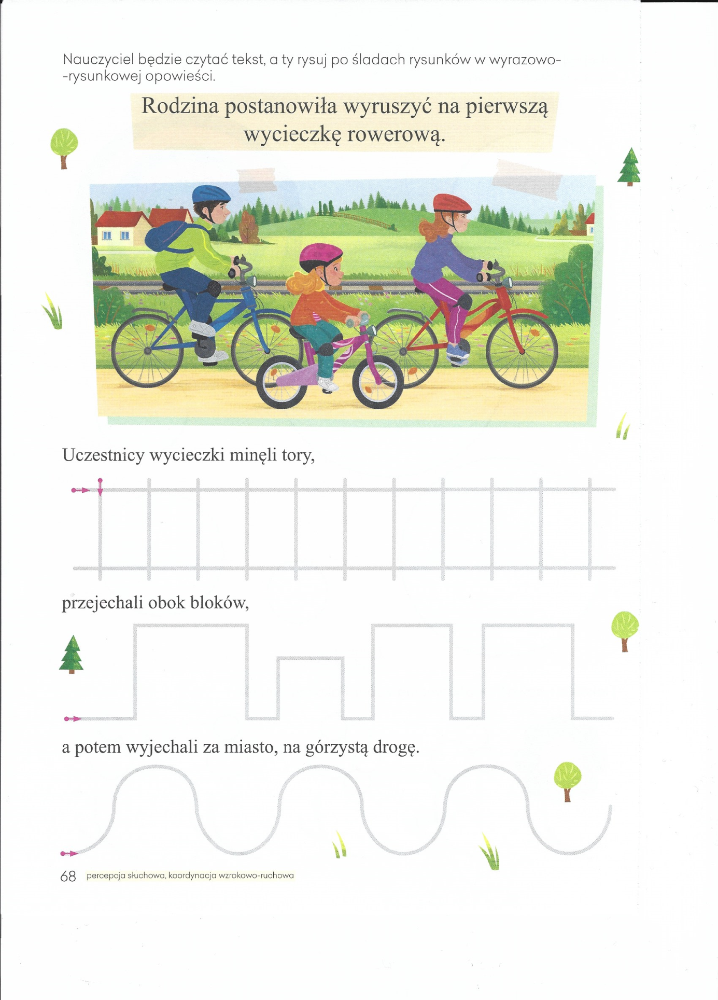 Nauczyciel będzie czytać tekst, a ty rysuj po śladach rysunków w wyrazowo-
-rysunkowej opowieści.
Rodzina postanowiła wyruszyć na pierwszą
wycieczkę rowerową.
Uczestnicy wycieczki minęli tory,
przejechali obok bloków,
a potem wyjechali za miasto, na górzystą drogę.
68 percepcja słuchowa, koordynacja wzrokowo-ruchowa